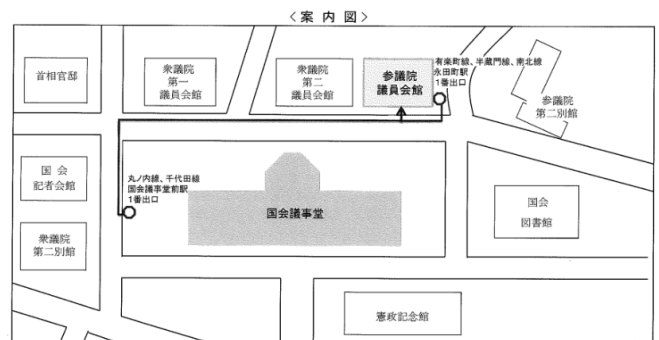 ＜案 内 図＞
首相官邸
衆議院
第一
議員会館
衆議院
第二
議員会館
参議院
議員会館
有楽町線、半蔵門線、南北線
永田町駅
1番出口
参議院
第二別館
国 会
記者会館
衆議院
第二別館
丸ノ内線、千代田線
国会議事堂前駅
1番出口
国会議事堂
国会
図書館
憲政記念館